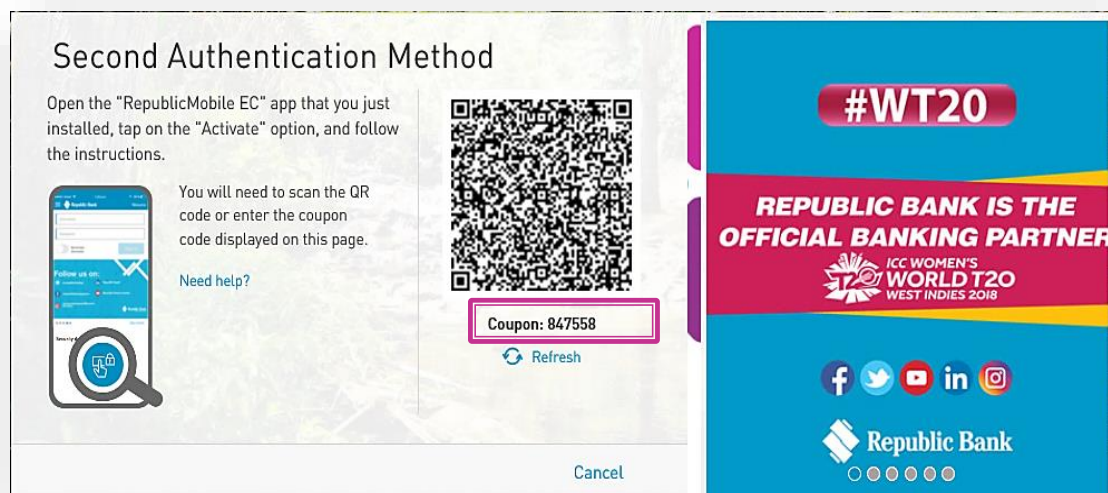 Second Authentication Method
Open the "RepublicMobile EC" app that you just
installed, tap on the "Activate" option, and follow
the instructions.
You will need to scan the QR
code or enter the coupon
code displayed on this page.
Need help?
Republic Bank
Follow us on:
Coupon: 847558
Refresh
Cancel
#WT20
REPUBLIC BANK IS THE
OFFICIAL BANKING PARTNER
WT20
ICC WOMEN'S
WORLD T20
WEST INDIES 2018
Republic Bank